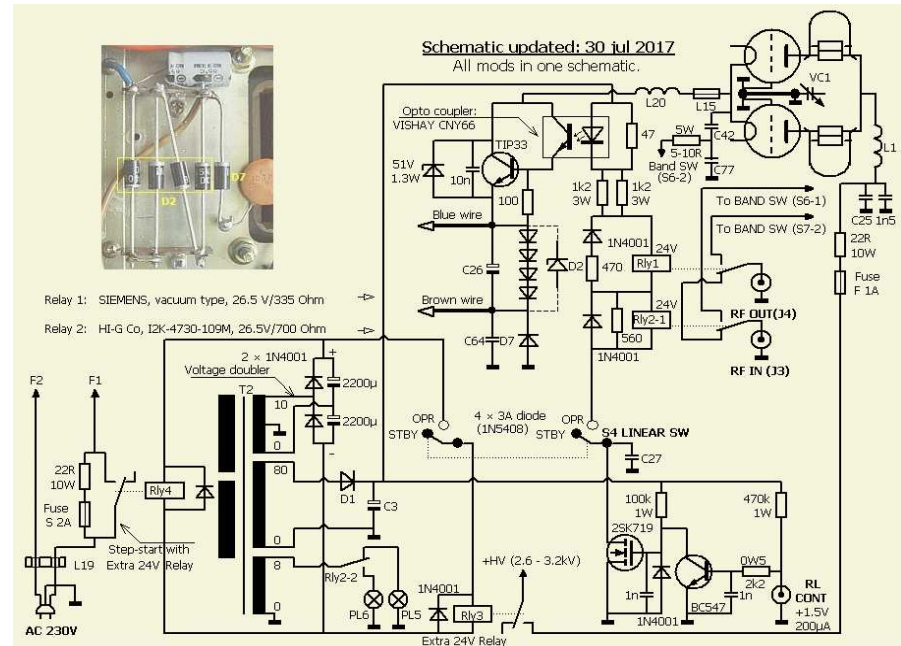 Schematic updated: 30 jul 2017
All mods in one schematic.
VC1
L20
L15
Opto coupler:
VISHAY CNY66
TIP33
47
5W
C42
5-10R
Band SW
(S6-2)
C77
L1
51V
1.3W
10n
D7
D2
100
1k2
3W
1k2
3W
To BAND SW (S6-1)
To BAND SW (S7-2)
C25
1n5
22R
10W
Blue wire
1N4001
24V
Rly1
D2
470
C26
Fuse
F 1A
Relay 1: SIEMENS, vacuum type, 26.5 V/335 Ohm
Brown wire
24V
Rly2-1
RF OUT(J4)
Relay 2: HI-G Co, I2K-4730-109M, 26.5V/700 Ohm
C64
D7
560
1N4001
RF IN (J3)
2 × 1N4001
Voltage doubler
+
F2
F1
T2
10
2200µ
2200µ
0
-
OPR
STBY
4 × 3A diode
(1N5408)
OPR
STBY
S4 LINEAR SW
C27
80
D1
22R
10W
Rly4
C3
Fuse
S 2A
0
100k
1W
470k
1W
2SK719
Step-start with
Extra 24V Relay
L19
8
Rly2-2
+HV (2.6 - 3.2kV)
0W5
2k2
1N4001
1n
1n
RL
CONT
+1.5V
200µA
BC547
1N4001
0
PL6
PL5
Rly3
AC 230V
Extra 24V Relay